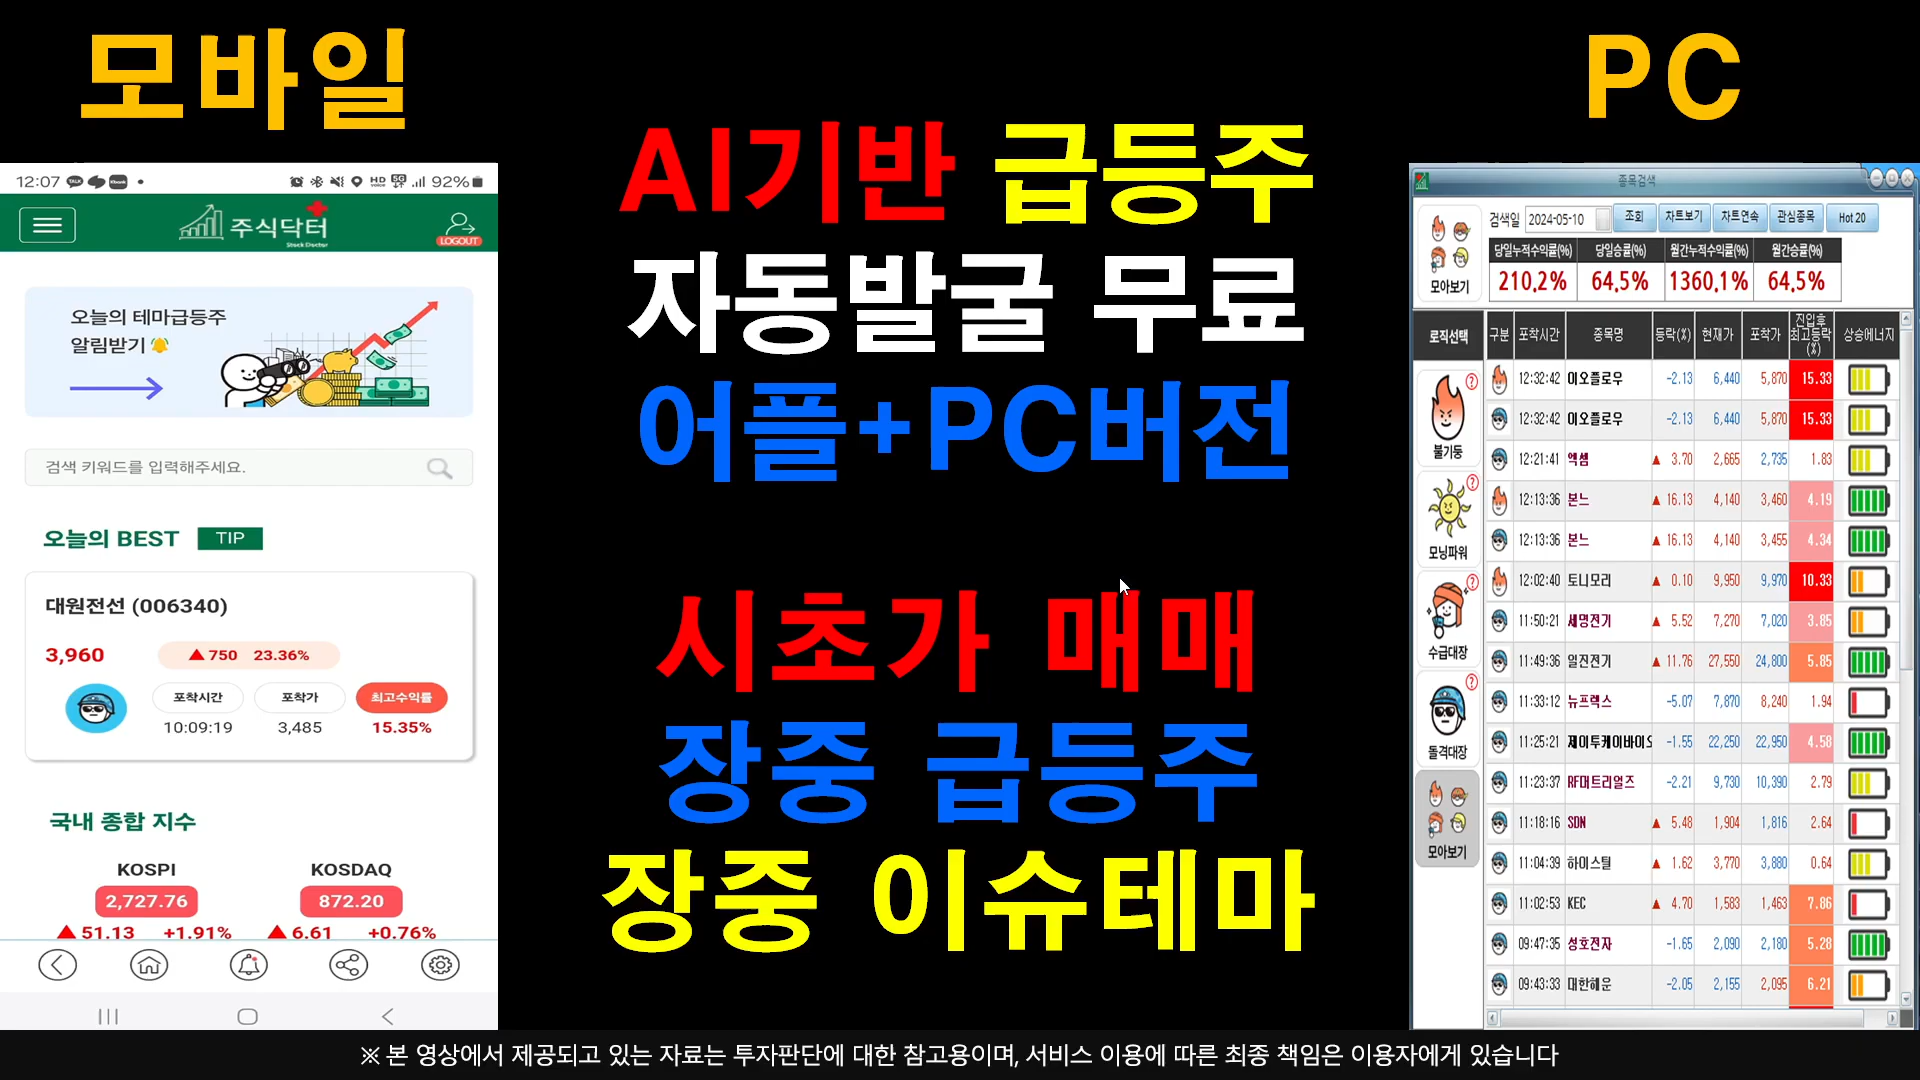 모바일
PC
AI기반 급등주
자동발굴 무료
어플+PC버전
시초가 매매
장중 급등주
장중 이슈테마
12:07 92%
주식닥터
Stock Doctor
LOGOUT
오늘의 테마급등주
알림받기
검색 키워드를 입력해주세요.
오늘의 BEST TIP
대원전선 (006340)
3,960 ▲ 750 23.36%
포착시간 포착가 최고수익률
10:09:19 3,485 15.35%
국내 종합 지수
KOSPI KOSDAQ
2,727.76 872.20
▲ 51.13 +1.91% ▲ 6.61 +0.76%
종목검색
검색일 2024-05-10 조회 차트보기 차트연속 관심종목 Hot 20
당일누적수익률(%) 당일승률(%) 월간누적수익률(%) 월간승률(%)
210,2% 64,5% 1360,1% 64,5%
모아보기
로직선택
불기둥
모닝파워
수급대장
돌격대장
모아보기
구분 포착시간 종목명 등락(%) 현재가 포착가 진입후 최고등락 (%) 상승에너지
12:32:42 이오플로우 -2.13 6,440 5,870 15.33
12:32:42 이오플로우 -2.13 6,440 5,870 15.33
12:21:41 엑셈 ▲ 3.70 2,665 2,735 1.83
12:13:36 본느 ▲ 16.13 4,140 3,460 4.19
12:13:36 본느 ▲ 16.13 4,140 3,455 4.34
12:02:40 토니모리 ▲ 0.10 9,950 9,970 10.33
11:50:21 세명전기 ▲ 5.52 7,270 7,020 3.85
11:49:36 일진전기 ▲ 11.76 27,550 24,800 5.85
11:33:12 뉴프렉스 -5.07 7,870 8,240 1.94
11:25:21 제이투케이바이오 -1.55 22,250 22,950 4.58
11:23:37 RF머트리얼즈 -2.21 9,730 10,390 2.79
11:18:16 SDN ▲ 5.48 1,904 1,816 2.64
11:04:39 하이스틸 ▲ 1.62 3,770 3,880 0.64
11:02:53 KEC ▲ 4.70 1,583 1,463 7.86
09:47:35 성호전자 -1.65 2,090 2,180 5.28
09:43:33 대한해운 -2.05 2,155 2,095 6.21
※ 본 영상에서 제공되고 있는 자료는 투자판단에 대한 참고용이며, 서비스 이용에 따른 최종 책임은 이용자에게 있습니다